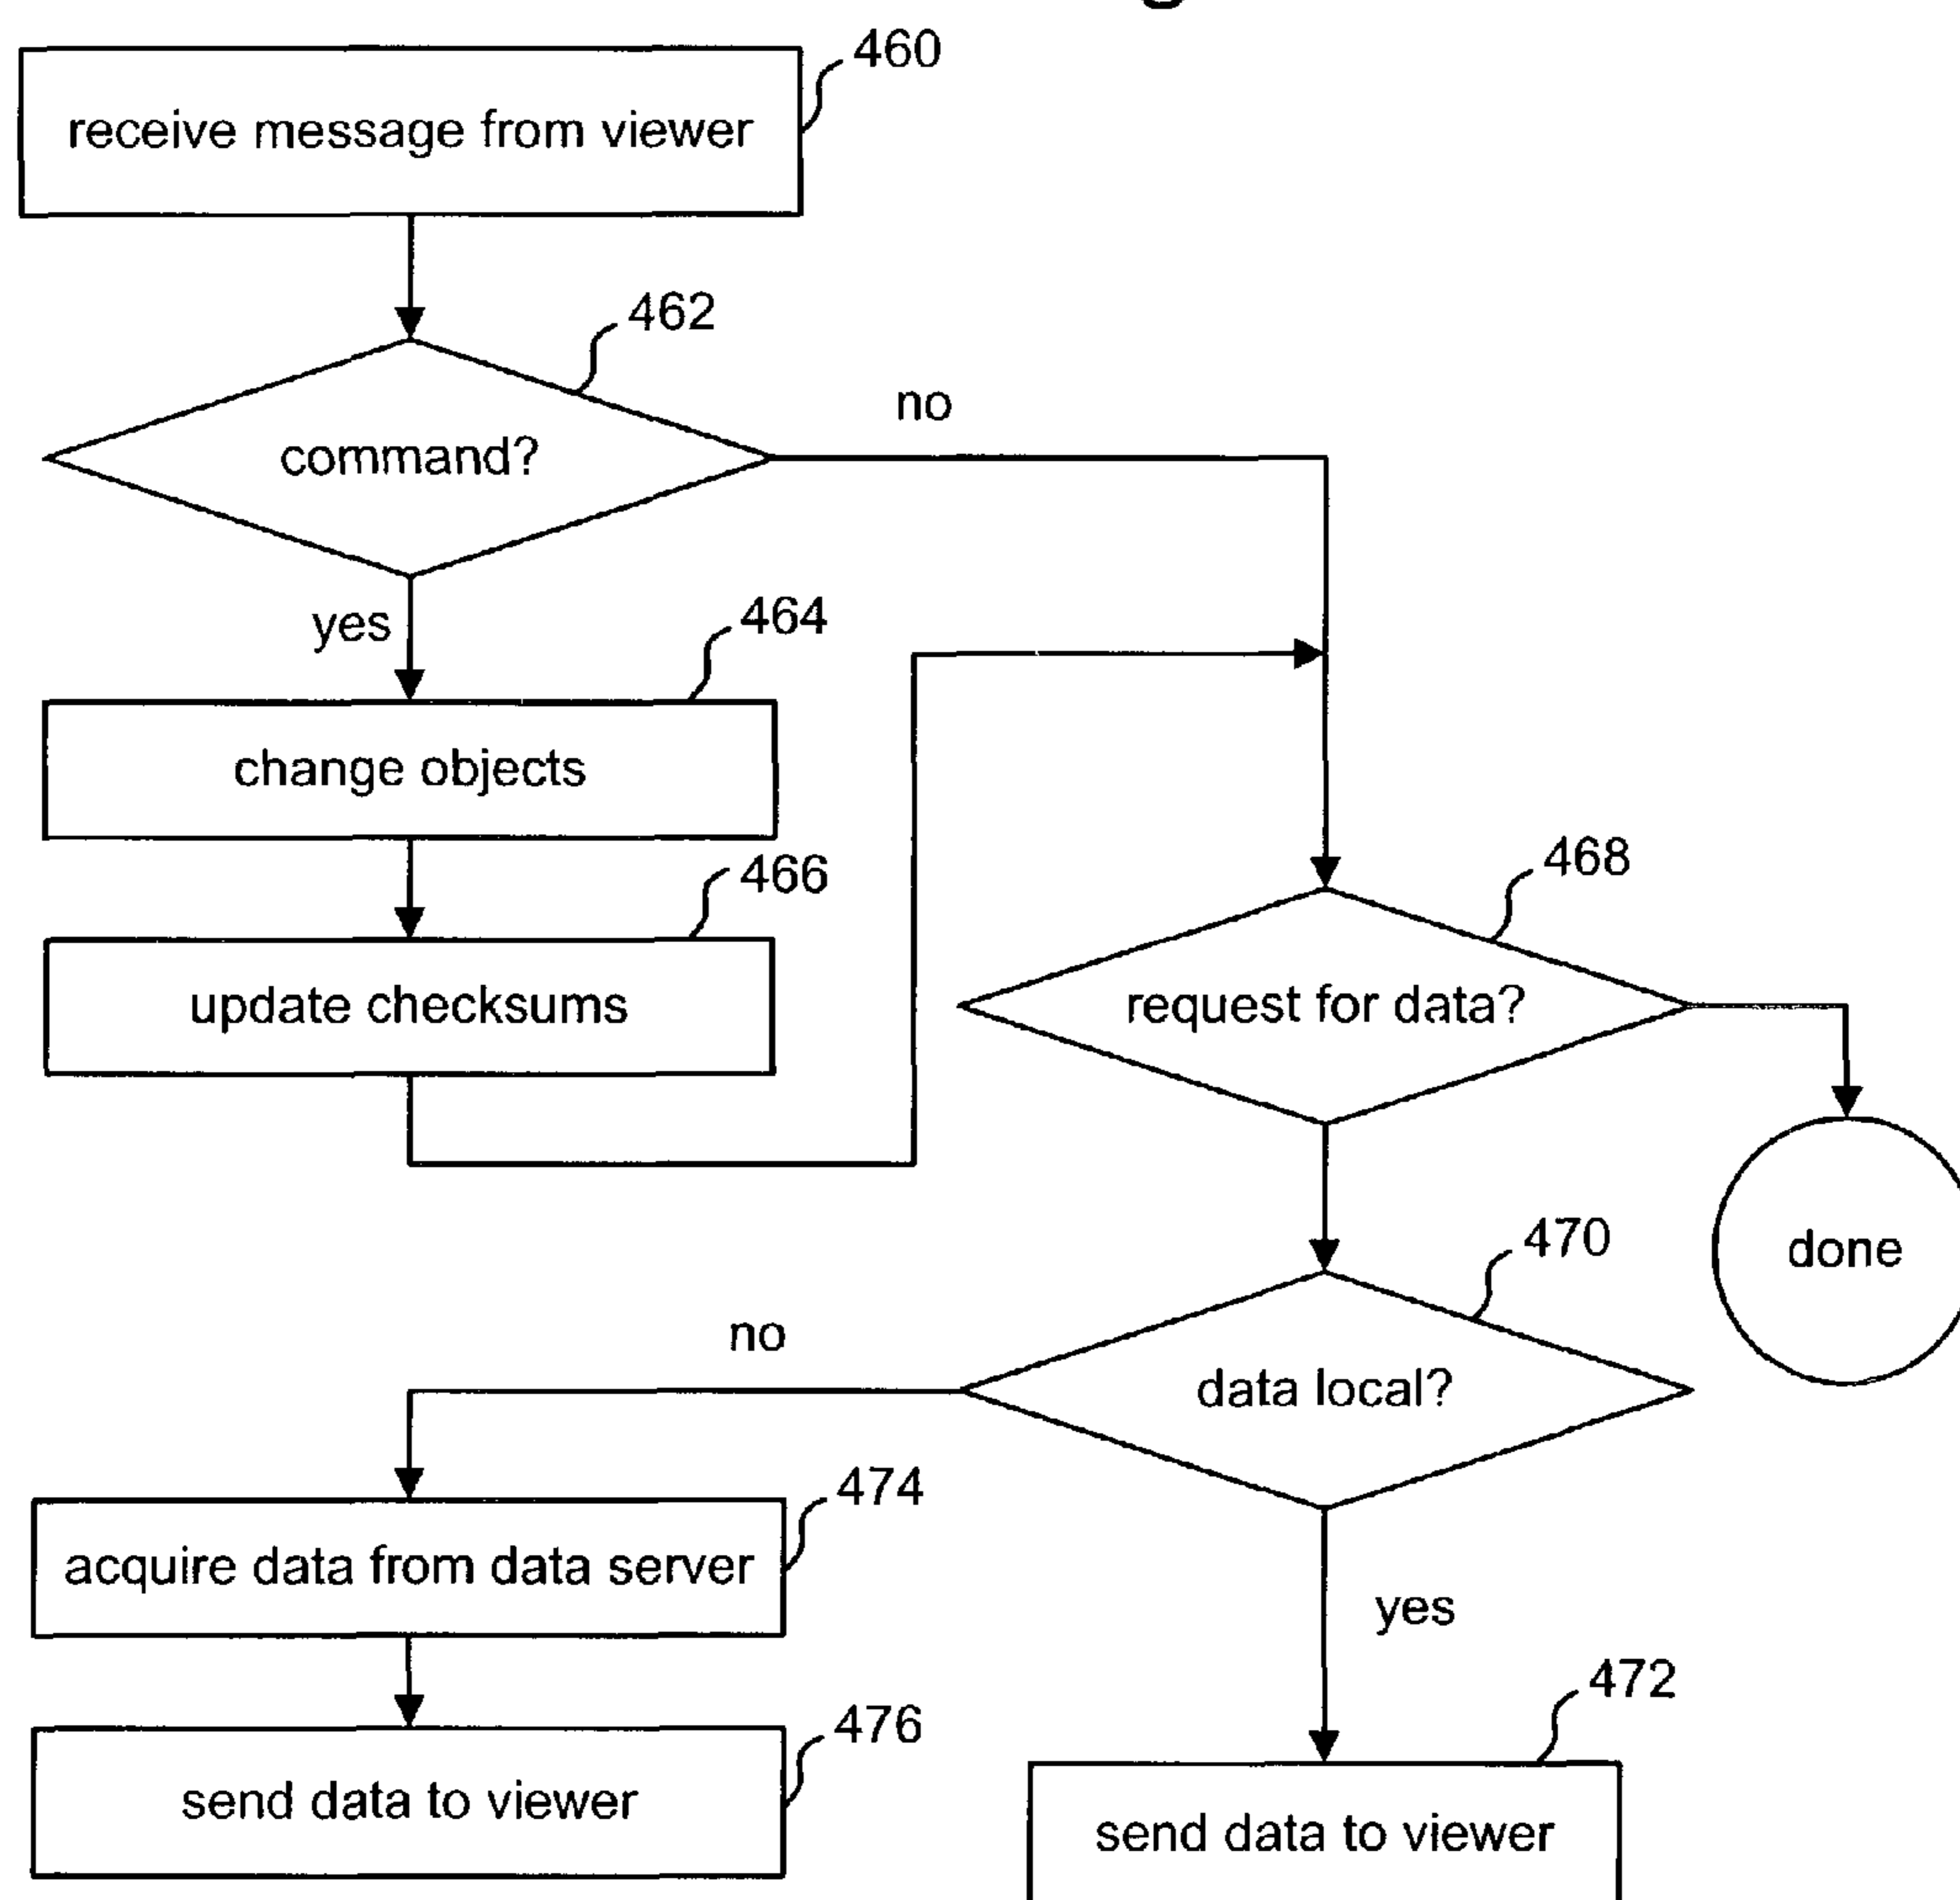 460
receive message from viewer
462
command?
no
yes
464
change objects
466
update checksums
468
request for data?
done
470
data local?
no
yes
474
acquire data from data server
476
send data to viewer
472
send data to viewer